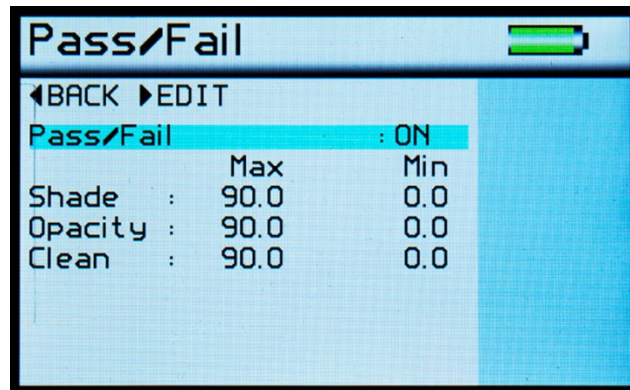 Pass/Fail
◀BACK ▶EDIT
Pass/Fail : ON
Max Min
Shade : 90.0 0.0
Opacity : 90.0 0.0
Clean : 90.0 0.0